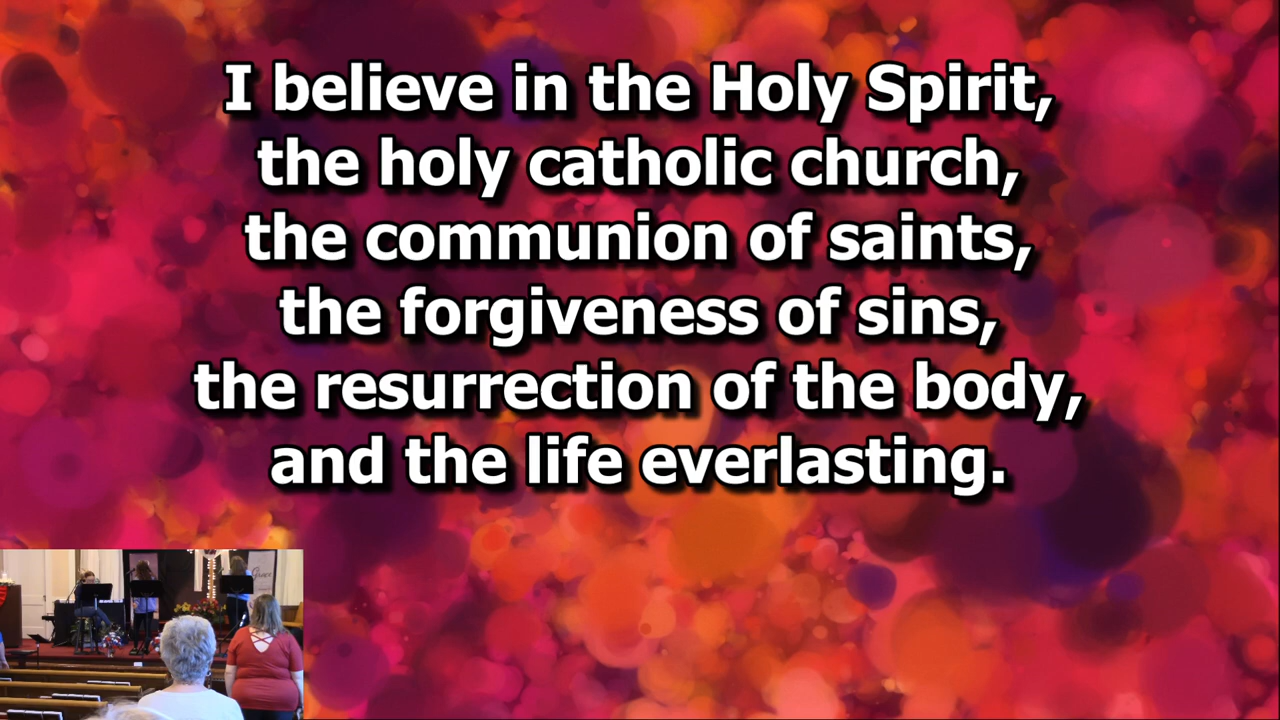 I believe in the Holy Spirit,
the holy catholic church,
the communion of saints,
the forgiveness of sins,
the resurrection of the body,
and the life everlasting.
Grace